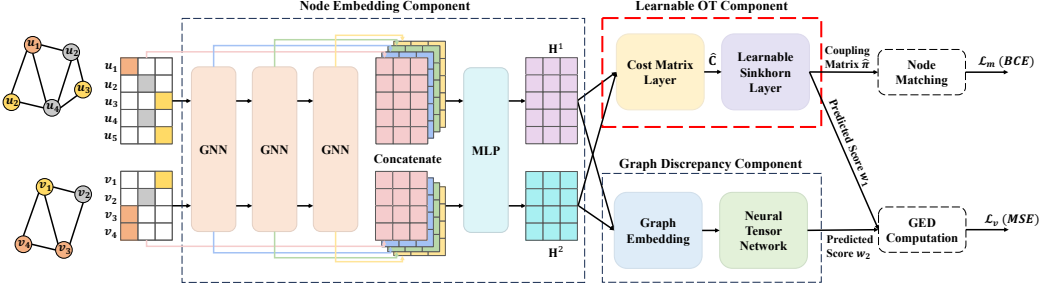 Node Embedding Component
Learnable OT Component
u₁
u₂
u₂
u₃
u₄
u₁
u₂
u₃
u₄
u₅
GNN
GNN
GNN
Concatenate
MLP
H¹
H²
Cost Matrix
Layer
Ĉ
Learnable
Sinkhorn
Layer
Coupling
Matrix π̂
Node
Matching
ℒₘ (BCE)
Predicted Score w₁
v₁
v₂
v₃
v₄
v₁
v₂
v₄
v₃
Graph Discrepancy Component
Graph
Embedding
Neural
Tensor
Network
Predicted
Score w₂
GED
Computation
ℒᵥ (MSE)